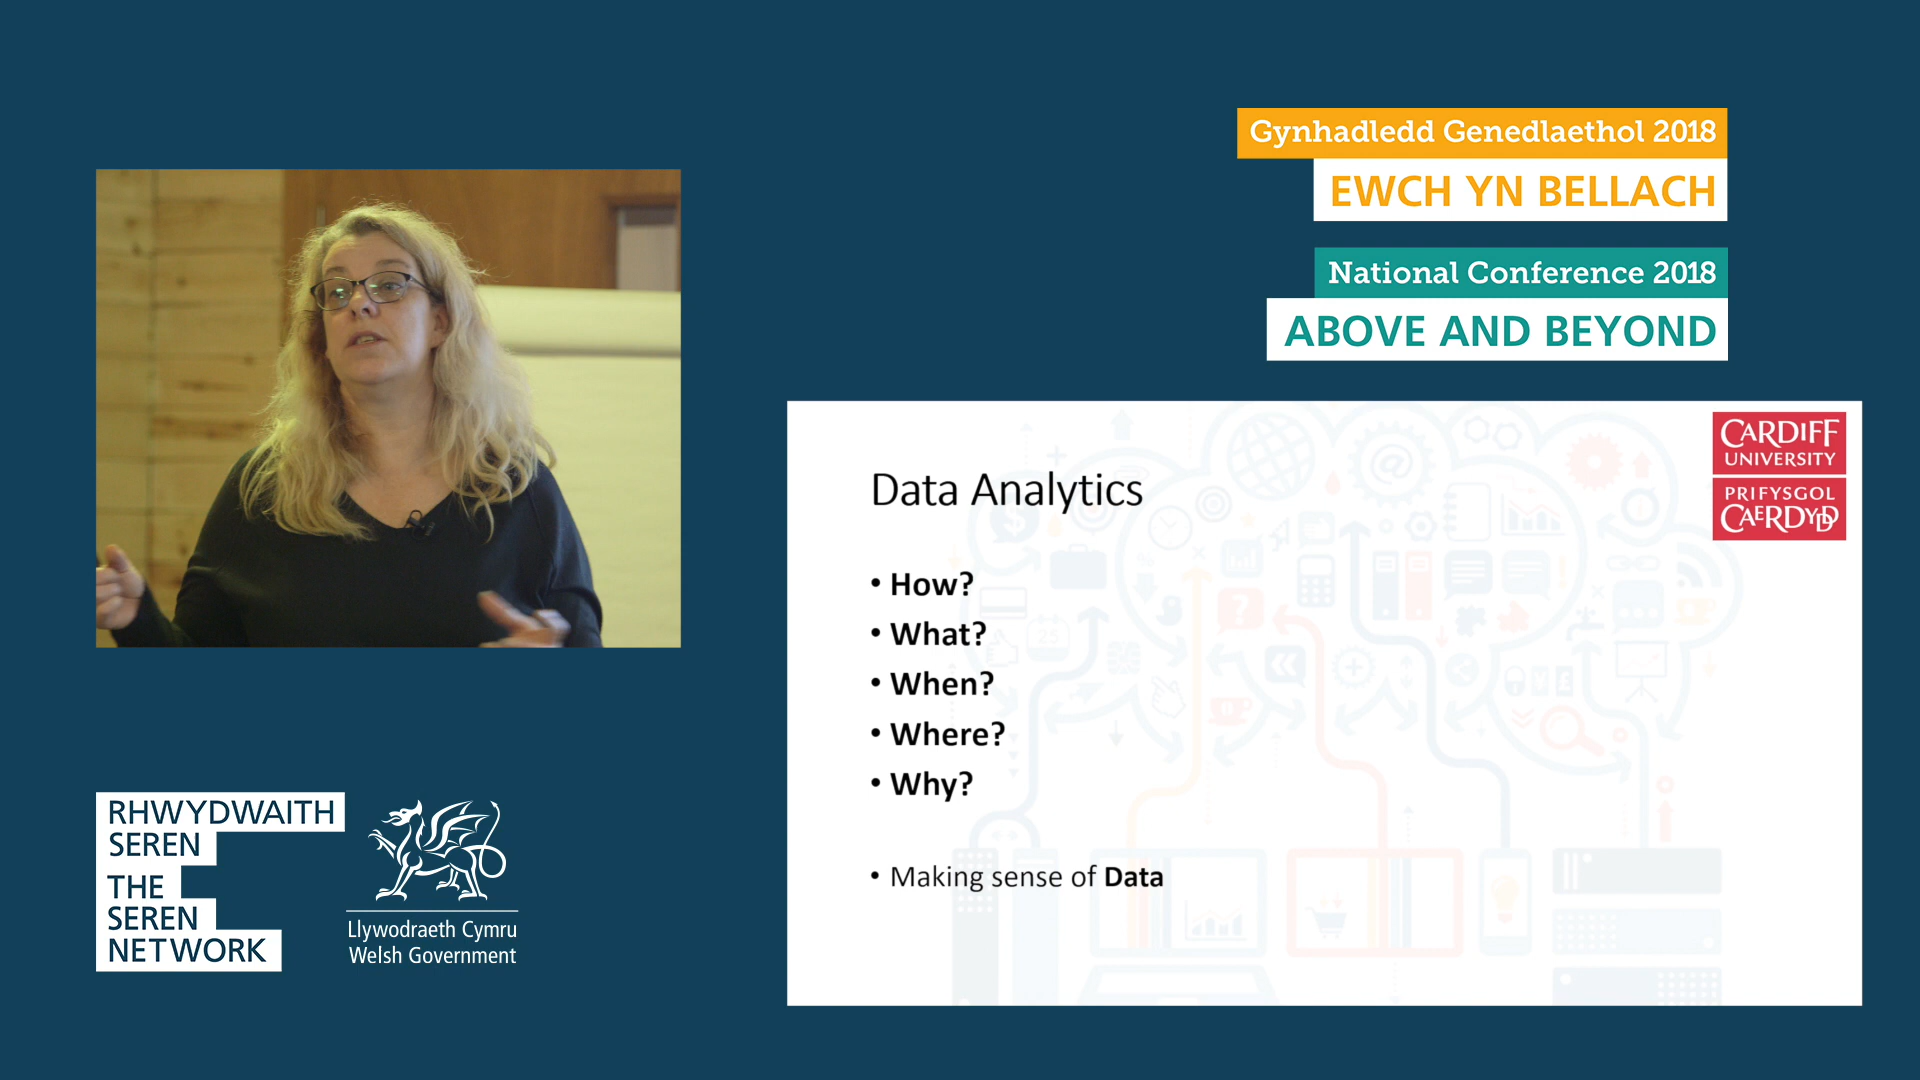 Gynhadledd Genedlaethol 2018
EWCH YN BELLACH
National Conference 2018
ABOVE AND BEYOND
CARDIFF
UNIVERSITY
PRIFYSGOL
CAERDYDD
Data Analytics
• How?
• What?
• When?
• Where?
• Why?
• Making sense of Data
RHWYDWAITH
SEREN
THE
SEREN
NETWORK
Llywodraeth Cymru
Welsh Government